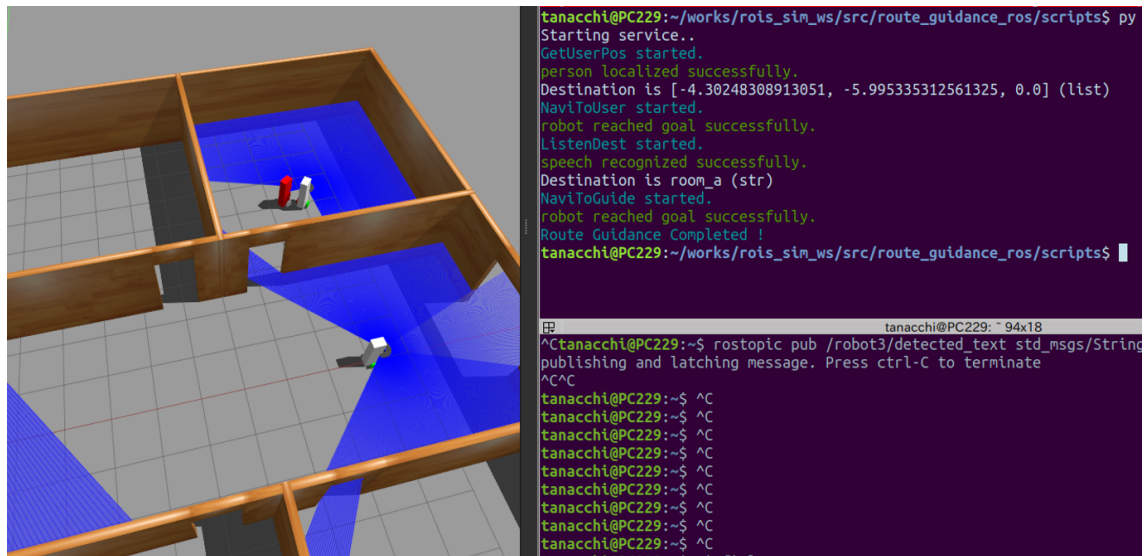 tanacchi@PC229:~/works/rois_sim_ws/src/route_guidance_ros/scripts$ py
Starting service..
GetUserPos started.
person localized successfully.
Destination is [-4.30248308913051, -5.995335312561325, 0.0] (list)
NaviToUser started.
robot reached goal successfully.
ListenDest started.
speech recognized successfully.
Destination is room_a (str)
NaviToGuide started.
robot reached goal successfully.
Route Guidance Completed !
tanacchi@PC229:~/works/rois_sim_ws/src/route_guidance_ros/scripts$
tanacchi@PC229: ~ 94x18
^Ctanacchi@PC229:~$ rostopic pub /robot3/detected_text std_msgs/String
publishing and latching message. Press ctrl-C to terminate
^C^C
tanacchi@PC229:~$ ^C
tanacchi@PC229:~$ ^C
tanacchi@PC229:~$ ^C
tanacchi@PC229:~$ ^C
tanacchi@PC229:~$ ^C
tanacchi@PC229:~$ ^C
tanacchi@PC229:~$ ^C
tanacchi@PC229:~$ ^C
tanacchi@PC229:~$ ^C